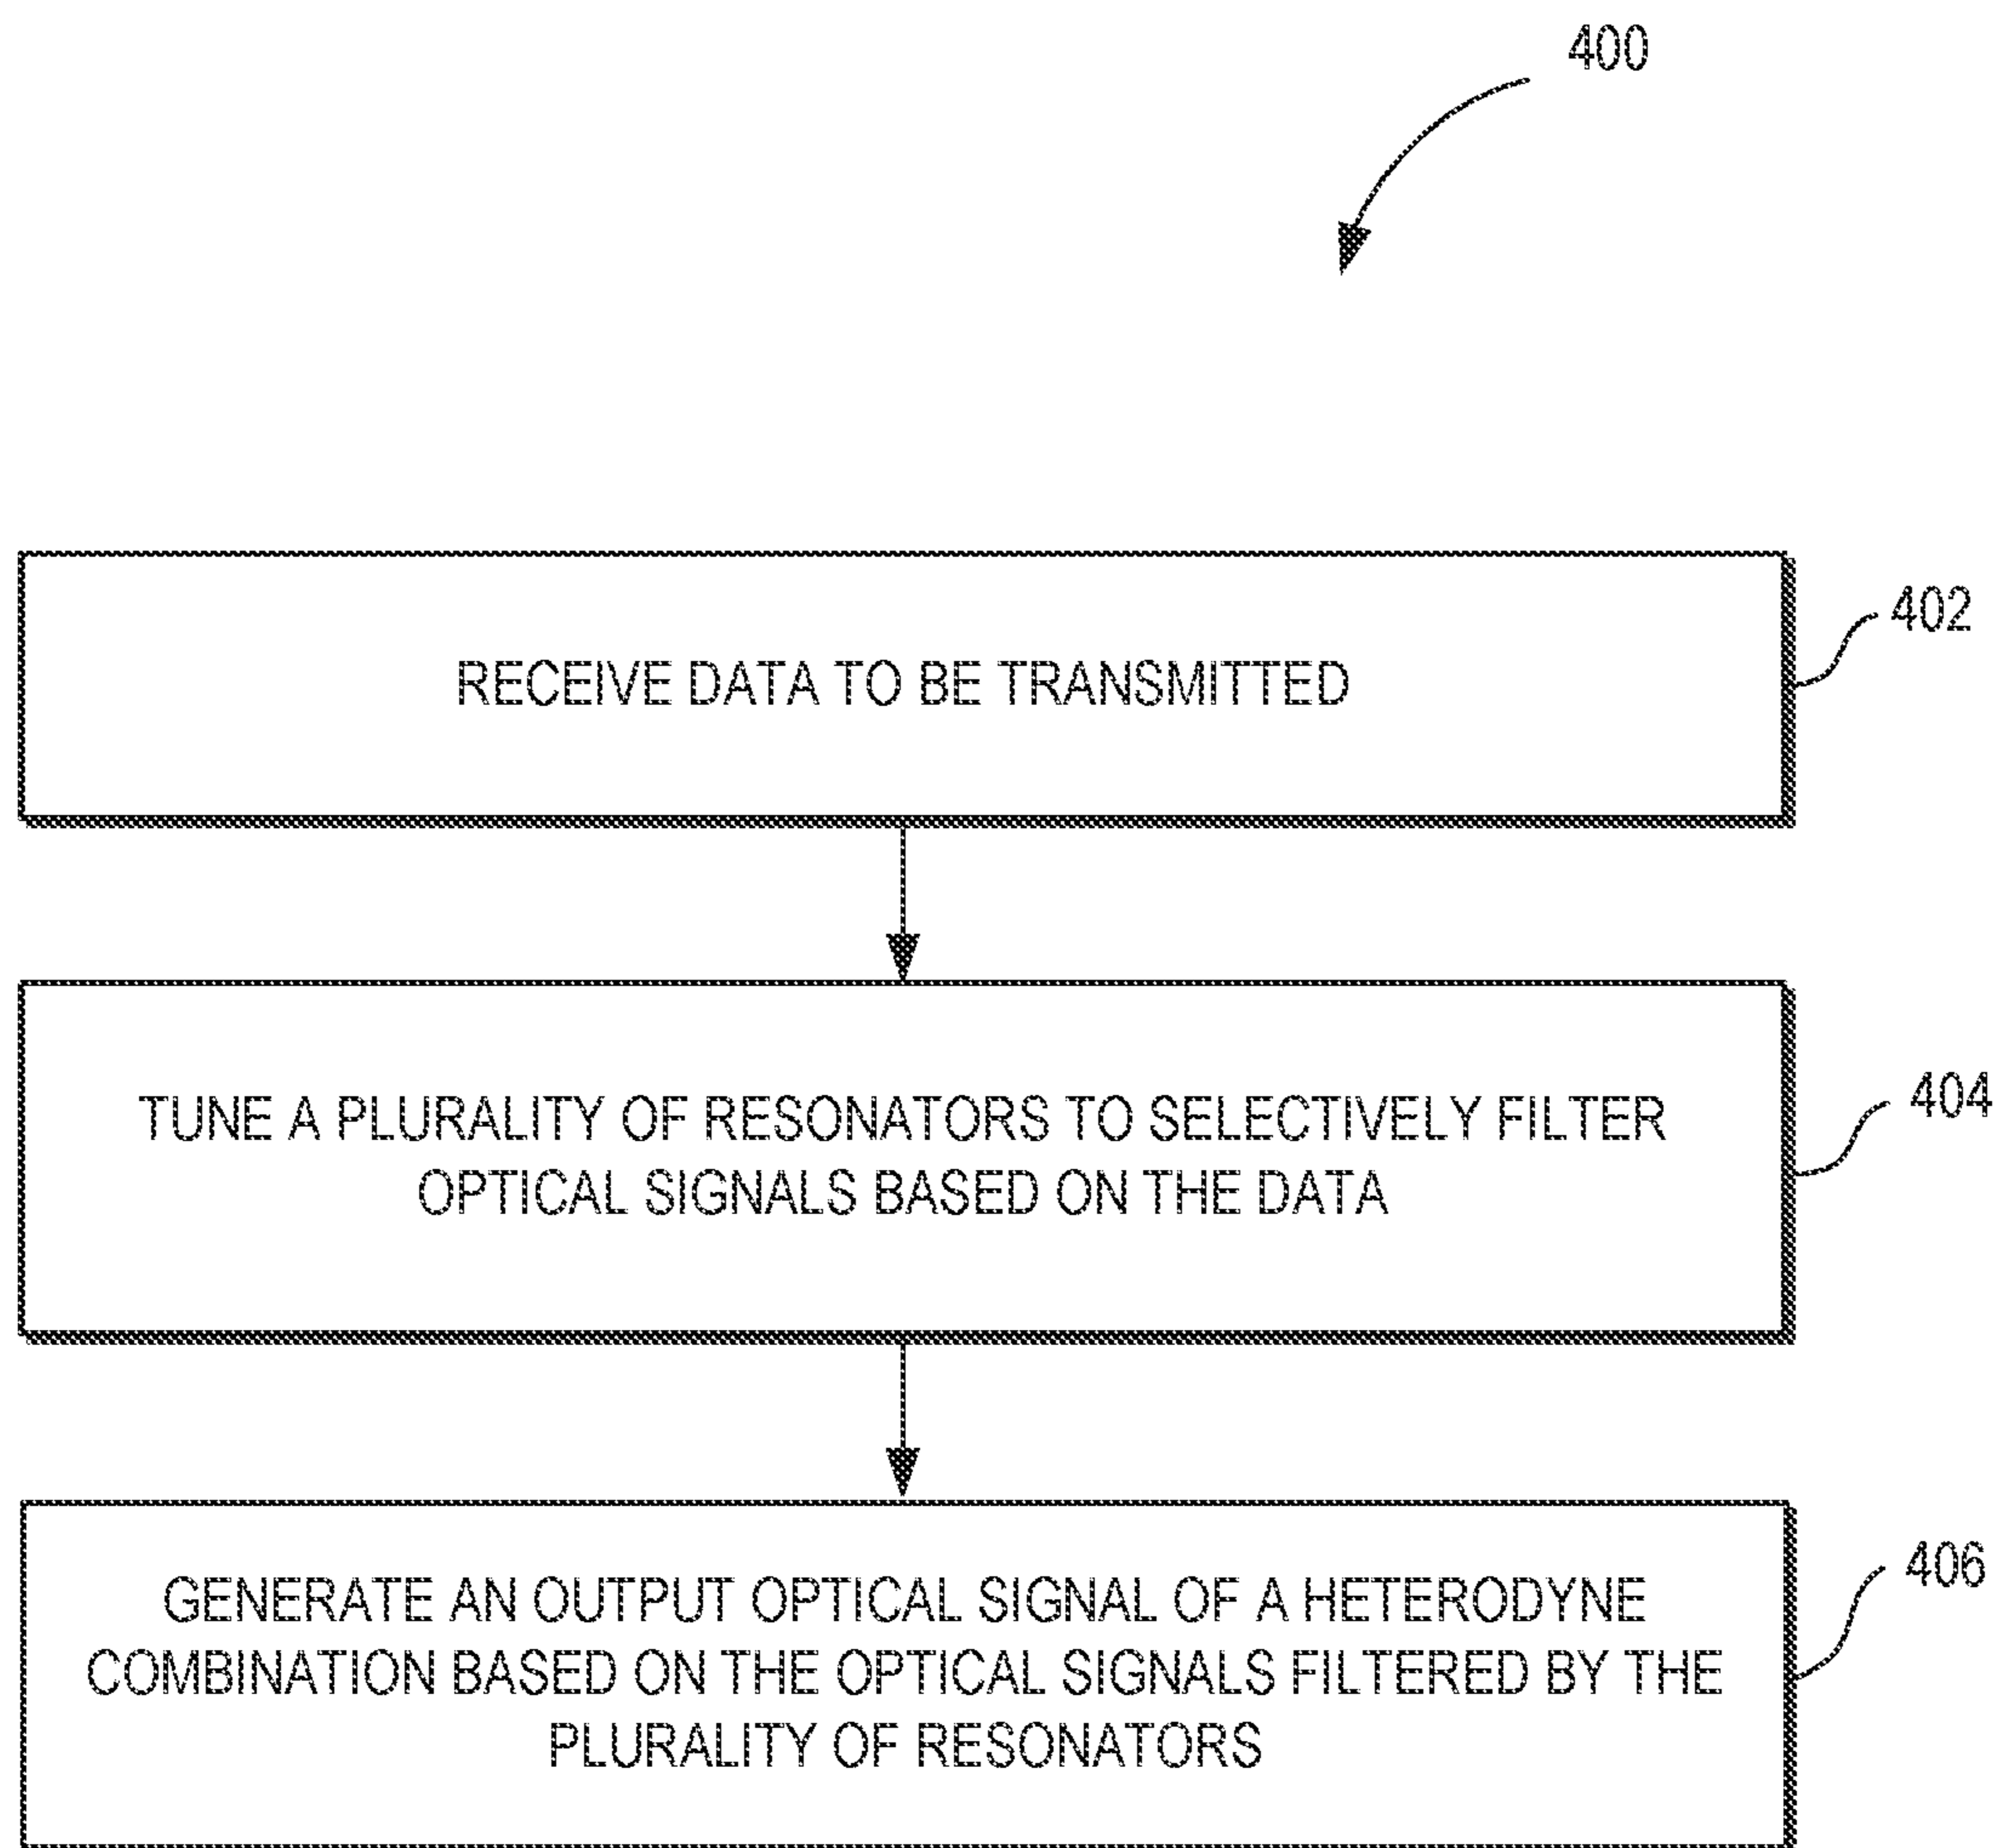 400
402
RECEIVE DATA TO BE TRANSMITTED
404
TUNE A PLURALITY OF RESONATORS TO SELECTIVELY FILTER
OPTICAL SIGNALS BASED ON THE DATA
406
GENERATE AN OUTPUT OPTICAL SIGNAL OF A HETERODYNE
COMBINATION BASED ON THE OPTICAL SIGNALS FILTERED BY THE
PLURALITY OF RESONATORS